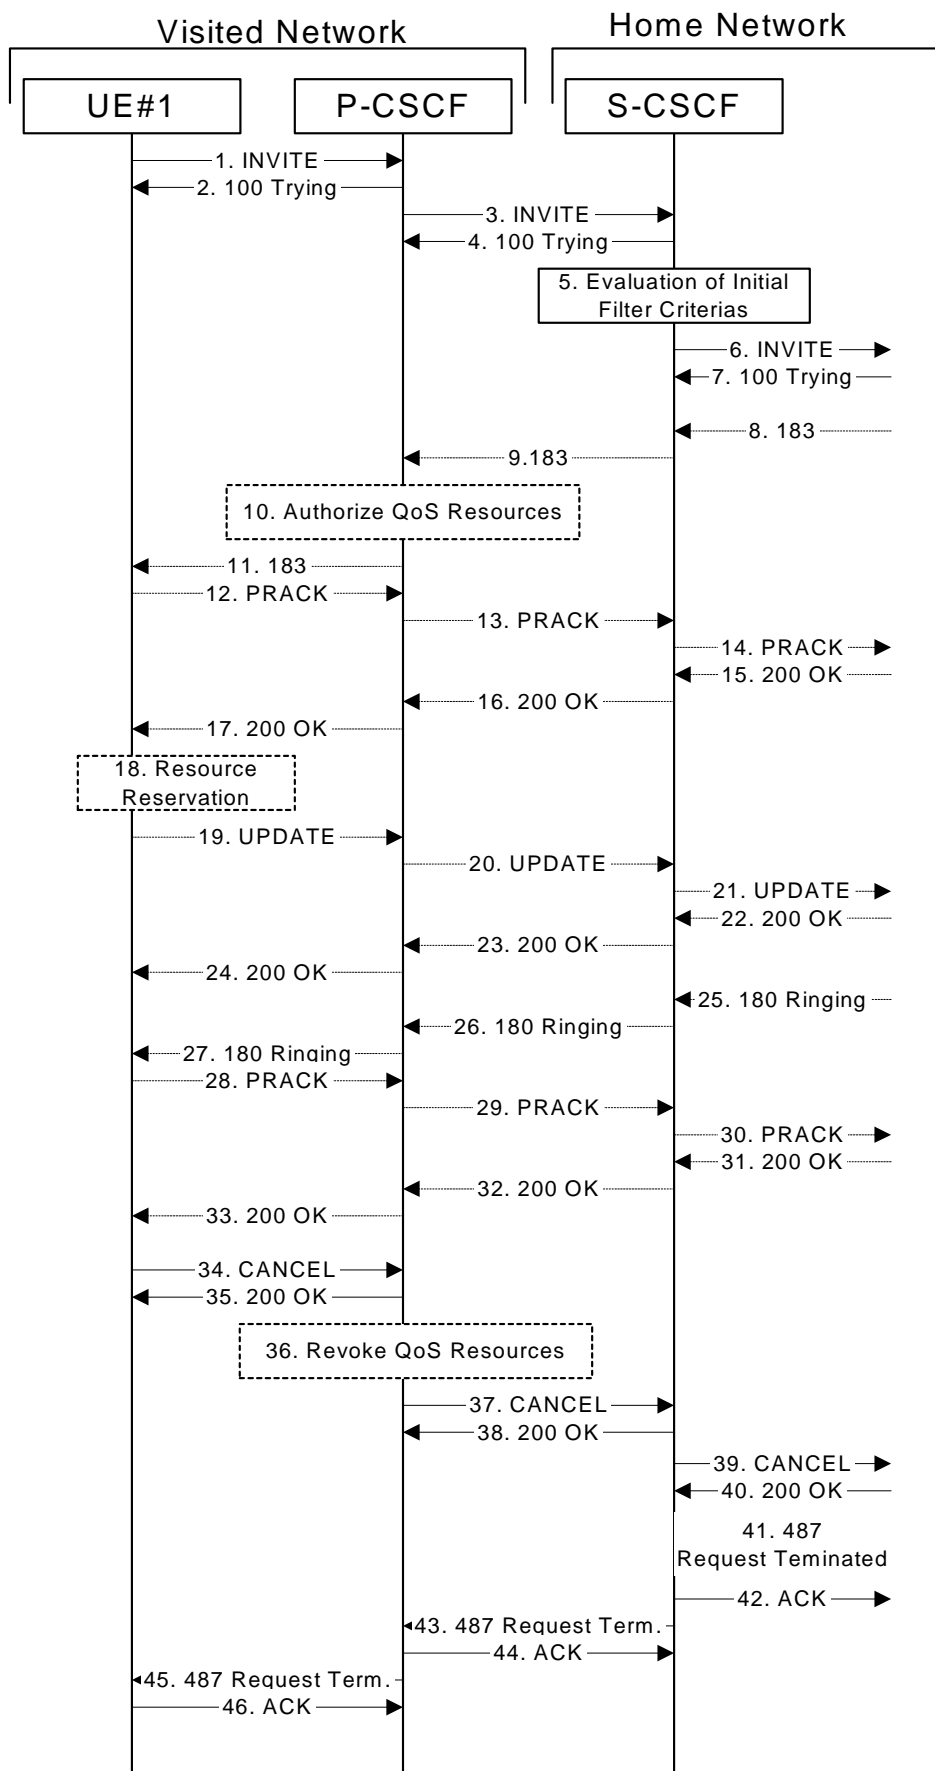 Visited Network
Home Network
UE#1
P-CSCF
S-CSCF
1. INVITE
2. 100 Trying
3. INVITE
4. 100 Trying
5. Evaluation of Initial
Filter Criterias
6. INVITE
7. 100 Trying
8. 183
9.183
10. Authorize QoS Resources
11. 183
12. PRACK
13. PRACK
14. PRACK
15. 200 OK
16. 200 OK
17. 200 OK
18. Resource
Reservation
19. UPDATE
20. UPDATE
21. UPDATE
22. 200 OK
23. 200 OK
24. 200 OK
25. 180 Ringing
26. 180 Ringing
27. 180 Ringing
28. PRACK
29. PRACK
30. PRACK
31. 200 OK
32. 200 OK
33. 200 OK
34. CANCEL
35. 200 OK
36. Revoke QoS Resources
37. CANCEL
38. 200 OK
39. CANCEL
40. 200 OK
41. 487
Request Teminated
42. ACK
43. 487 Request Term.
44. ACK
45. 487 Request Term.
46. ACK